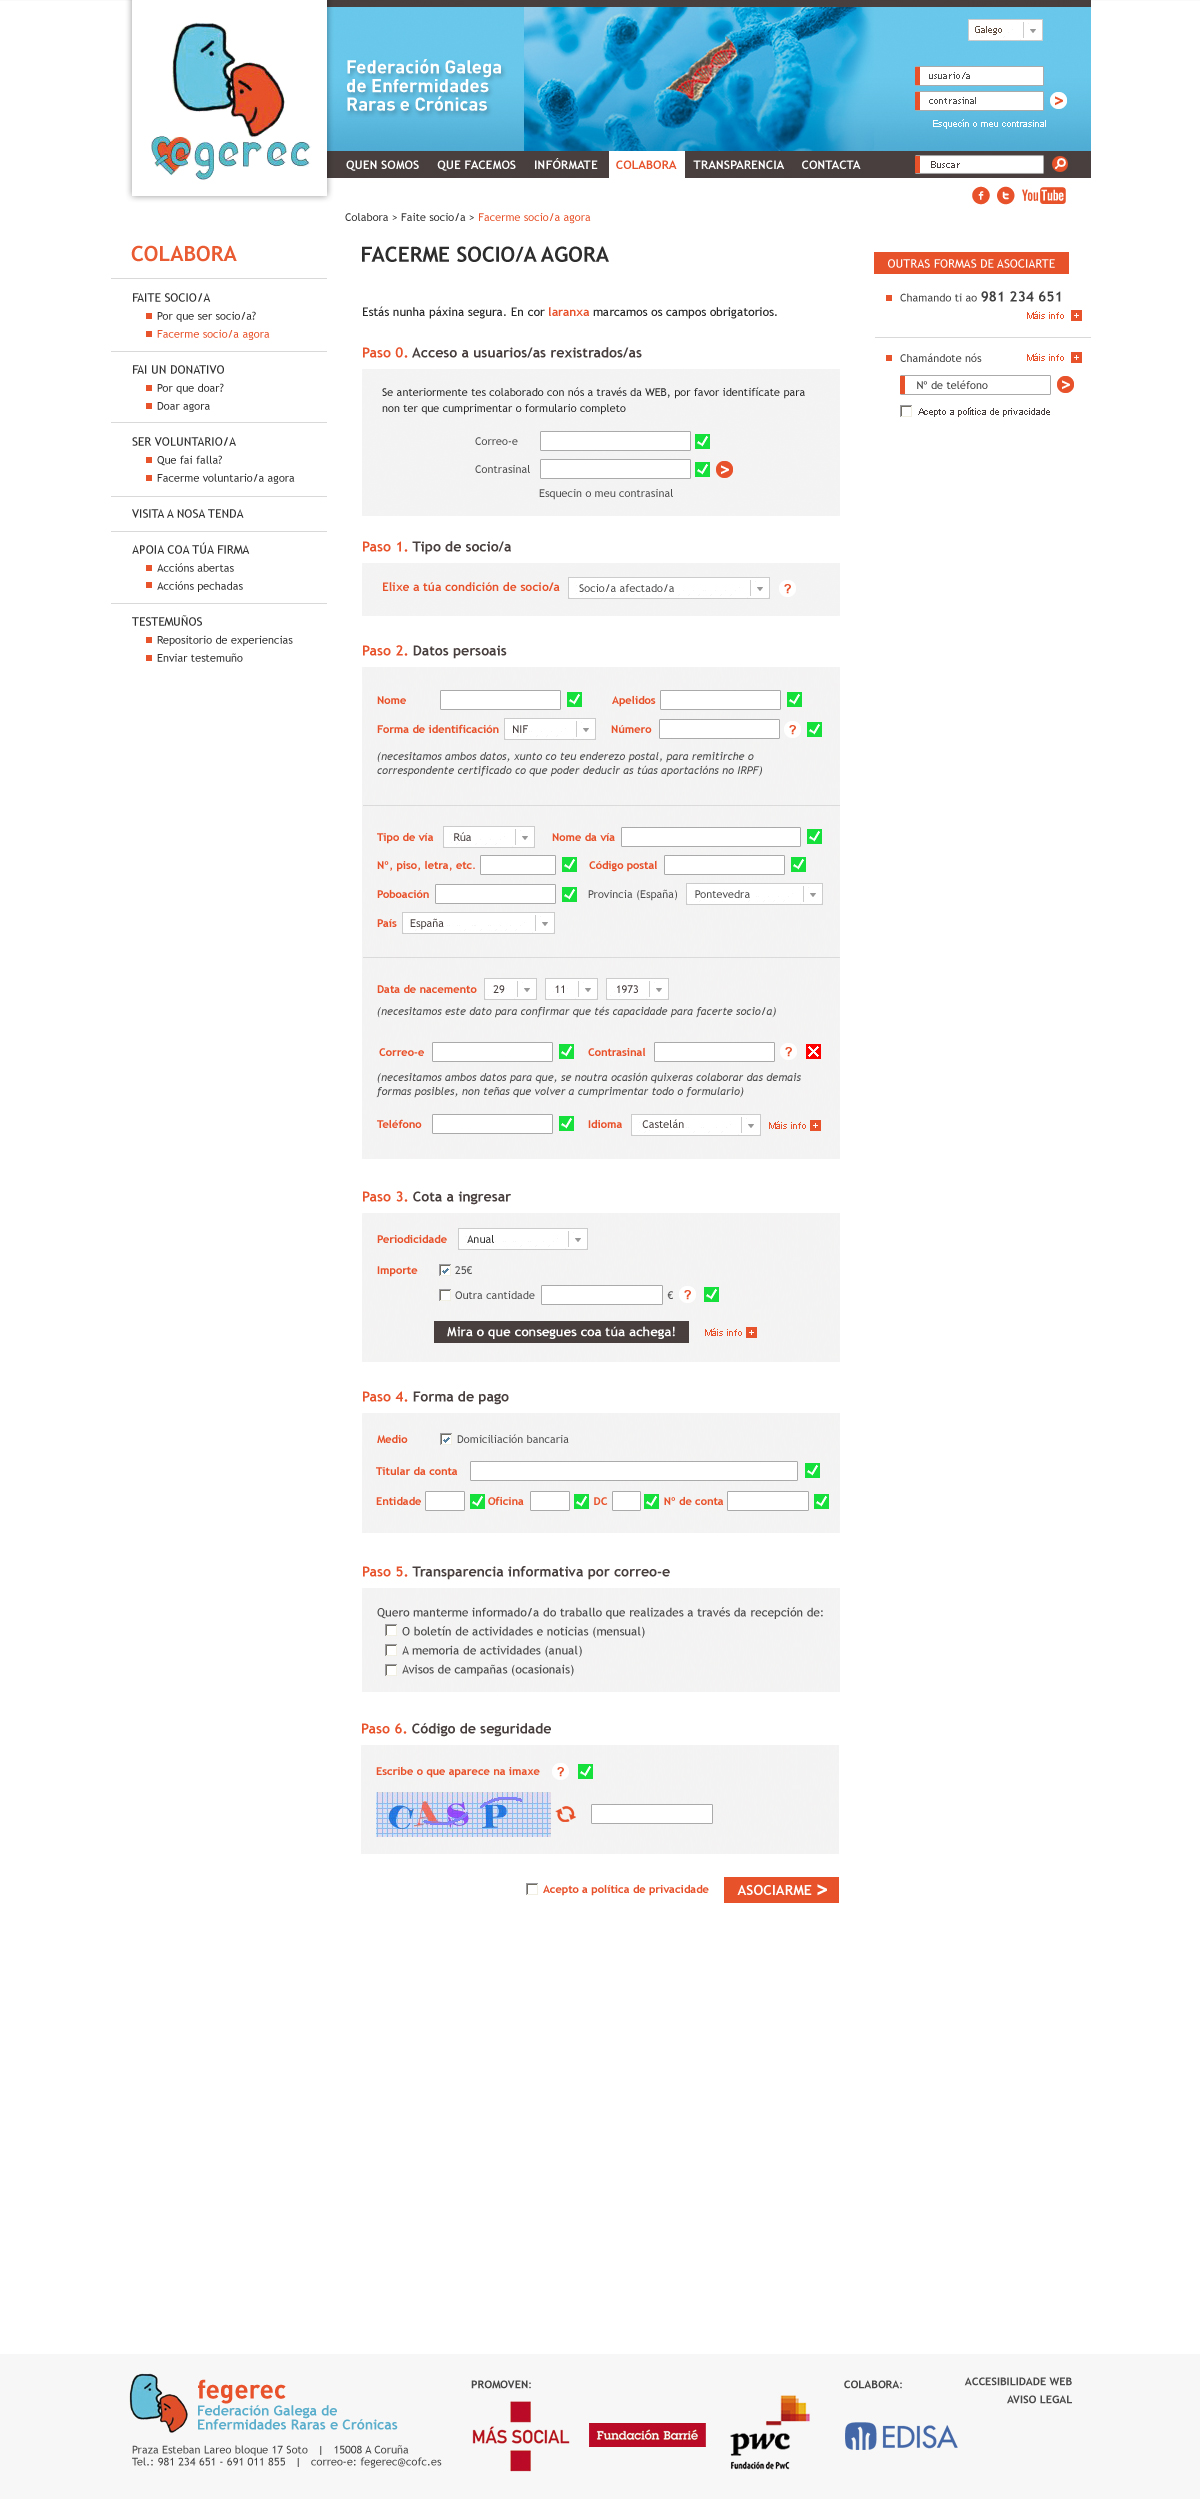 Galego
Federación Galega
de Enfermidades
Raras e Crónicas
usuario/a
contrasinal
Esquecín o meu contrasinal
fegerec
QUEN SOMOS QUE FACEMOS INFÓRMATE COLABORA TRANSPARENCIA CONTACTA
Buscar
You Tube
Colabora > Faite socio/a > Facerme socio/a agora
COLABORA
FAITE SOCIO/A
Por que ser socio/a?
Facerme socio/a agora
FAI UN DONATIVO
Por que doar?
Doar agora
SER VOLUNTARIO/A
Que fai falla?
Facerme voluntario/a agora
VISITA A NOSA TENDA
APOIA COA TÚA FIRMA
Accións abertas
Accións pechadas
TESTEMUÑOS
Repositorio de experiencias
Enviar testemuño
FACERME SOCIO/A AGORA
Estás nunha páxina segura. En cor laranxa marcamos os campos obrigatorios.
Paso 0. Acceso a usuarios/as rexistrados/as
Se anteriormente tes colaborado con nós a través da WEB, por favor identifícate para
non ter que cumprimentar o formulario completo
Correo-e
Contrasinal
Esquecín o meu contrasinal
Paso 1. Tipo de socio/a
Elixe a túa condición de socio/a Socio/a afectado/a ?
Paso 2. Datos persoais
Nome Apelidos
Forma de identificación NIF Número ?
(necesitamos ambos datos, xunto co teu enderezo postal, para remitirche o
correspondente certificado co que poder deducir as túas aportacións no IRPF)
Tipo de vía Rúa Nome da vía
Nº, piso, letra, etc. Código postal
Poboación Provincia (España) Pontevedra
País España
Data de nacemento 29 11 1973
(necesitamos este dato para confirmar que tés capacidade para facerte socio/a)
Correo-e Contrasinal ?
(necesitamos ambos datos para que, se noutra ocasión quixeras colaborar das demais
formas posibles, non teñas que volver a cumprimentar todo o formulario)
Teléfono Idioma Castelán Máis info +
Paso 3. Cota a ingresar
Periodicidade Anual
Importe 25€
Outra cantidade € ?
Mira o que consegues coa túa achega! Máis info +
Paso 4. Forma de pago
Medio Domiciliación bancaria
Titular da conta
Entidade Oficina DC Nº de conta
Paso 5. Transparencia informativa por correo-e
Quero manterme informado/a do traballo que realizades a través da recepción de:
O boletín de actividades e noticias (mensual)
A memoria de actividades (anual)
Avisos de campañas (ocasionais)
Paso 6. Código de seguridade
Escribe o que aparece na imaxe ?
CASP
Acepto a política de privacidade ASOCIARME >
OUTRAS FORMAS DE ASOCIARTE
Chamando ti ao 981 234 651
Máis info +
Chamándote nós Máis info +
Nº de teléfono
Acepto a política de privacidade
fegerec
Federación Galega de
Enfermidades Raras e Crónicas
Praza Esteban Lareo bloque 17 Soto | 15008 A Coruña
Tel.: 981 234 651 - 691 011 855 | correo-e: fegerec@cofc.es
PROMOVEN:
MÁS SOCIAL
Fundación Barrié
pwc
Fundación de PwC
COLABORA:
EDISA
ACCESIBILIDADE WEB
AVISO LEGAL